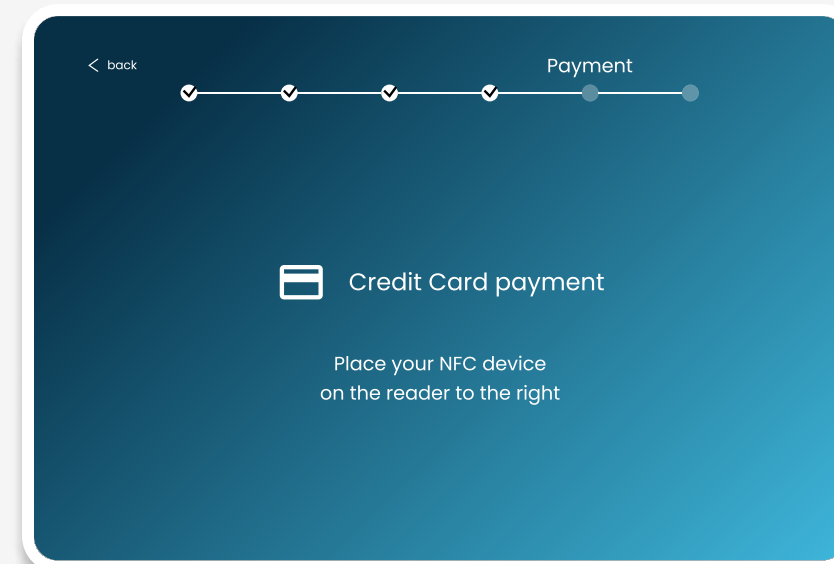 back
Payment
Credit Card payment
Place your NFC device
on the reader to the right